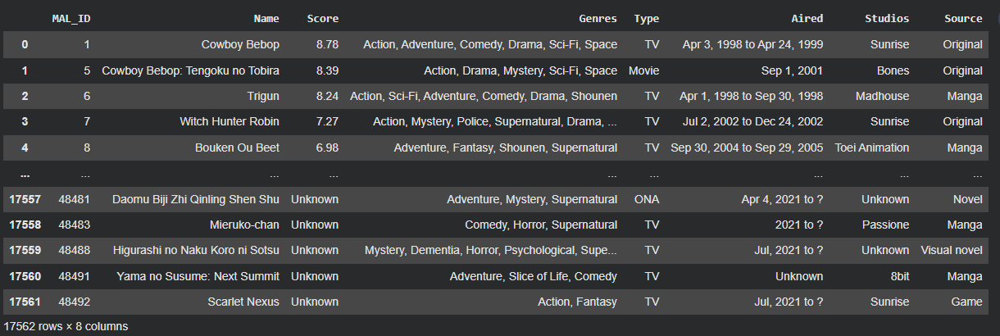 MAL_ID Name Score Genres Type Aired Studios Source
0 1 Cowboy Bebop 8.78 Action, Adventure, Comedy, Drama, Sci-Fi, Space TV Apr 3, 1998 to Apr 24, 1999 Sunrise Original
1 5 Cowboy Bebop: Tengoku no Tobira 8.39 Action, Drama, Mystery, Sci-Fi, Space Movie Sep 1, 2001 Bones Original
2 6 Trigun 8.24 Action, Sci-Fi, Adventure, Comedy, Drama, Shounen TV Apr 1, 1998 to Sep 30, 1998 Madhouse Manga
3 7 Witch Hunter Robin 7.27 Action, Mystery, Police, Supernatural, Drama, ... TV Jul 2, 2002 to Dec 24, 2002 Sunrise Original
4 8 Bouken Ou Beet 6.98 Adventure, Fantasy, Shounen, Supernatural TV Sep 30, 2004 to Sep 29, 2005 Toei Animation Manga
... ... ... ... ... ... ... ... ...
17557 48481 Daomu Biji Zhi Qinling Shen Shu Unknown Adventure, Mystery, Supernatural ONA Apr 4, 2021 to ? Unknown Novel
17558 48483 Mieruko-chan Unknown Comedy, Horror, Supernatural TV 2021 to ? Passione Manga
17559 48488 Higurashi no Naku Koro ni Sotsu Unknown Mystery, Dementia, Horror, Psychological, Supe... TV Jul, 2021 to ? Unknown Visual novel
17560 48491 Yama no Susume: Next Summit Unknown Adventure, Slice of Life, Comedy TV Unknown 8bit Manga
17561 48492 Scarlet Nexus Unknown Action, Fantasy TV Jul, 2021 to ? Sunrise Game
17562 rows × 8 columns